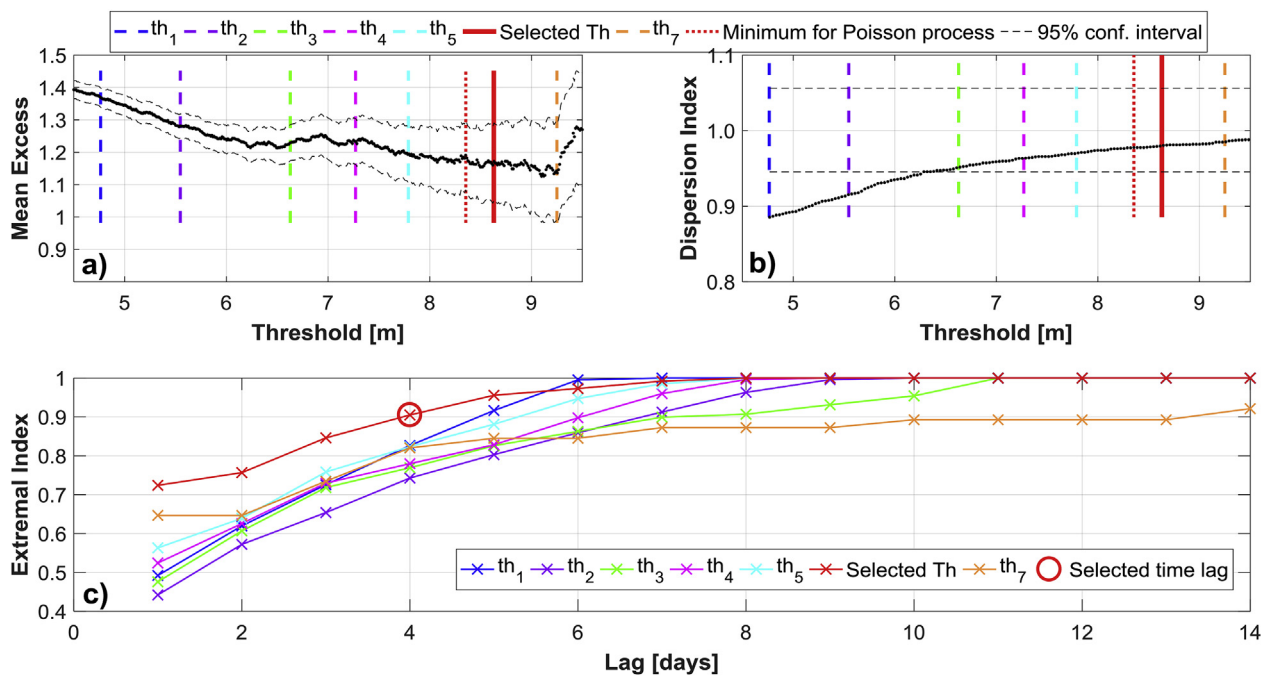 th1 th2 th3 th4 th5 Selected Th th7 Minimum for Poisson process 95% conf. interval
1.5
1.4
1.3
1.2
1.1
1
0.9
Mean Excess
a)
5 6 7 8 9
Threshold [m]
1.1
1.0
0.9
0.8
Dispersion Index
b)
5 6 7 8 9
Threshold [m]
1
0.9
0.8
0.7
0.6
0.5
0.4
Extremal Index
c)
th1 th2 th3 th4 th5 Selected Th th7 Selected time lag
0 2 4 6 8 10 12 14
Lag [days]